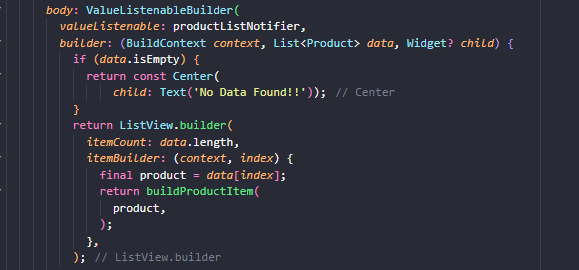 body: ValueListenableBuilder(
valueListenable: productListNotifier,
builder: (BuildContext context, List<Product> data, Widget? child) {
if (data.isEmpty) {
return const Center(
child: Text('No Data Found!!')); // Center
}
return ListView.builder(
itemCount: data.length,
itemBuilder: (context, index) {
final product = data[index];
return buildProductItem(
product,
);
},
); // ListView.builder